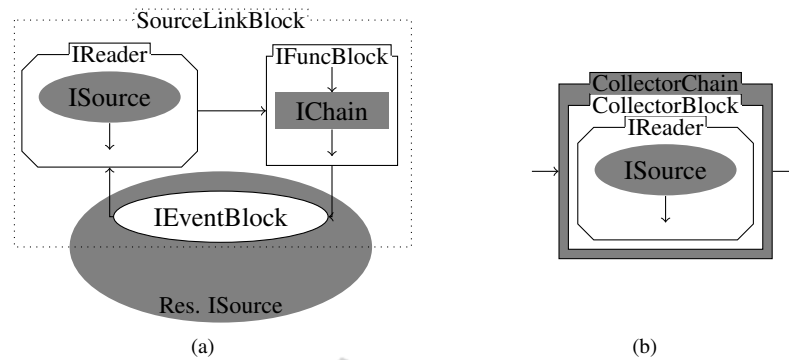 SourceLinkBlock
IReader
ISource
IFuncBlock
IChain
IEventBlock
Res. ISource
(a)
CollectorChain
CollectorBlock
IReader
ISource
(b)